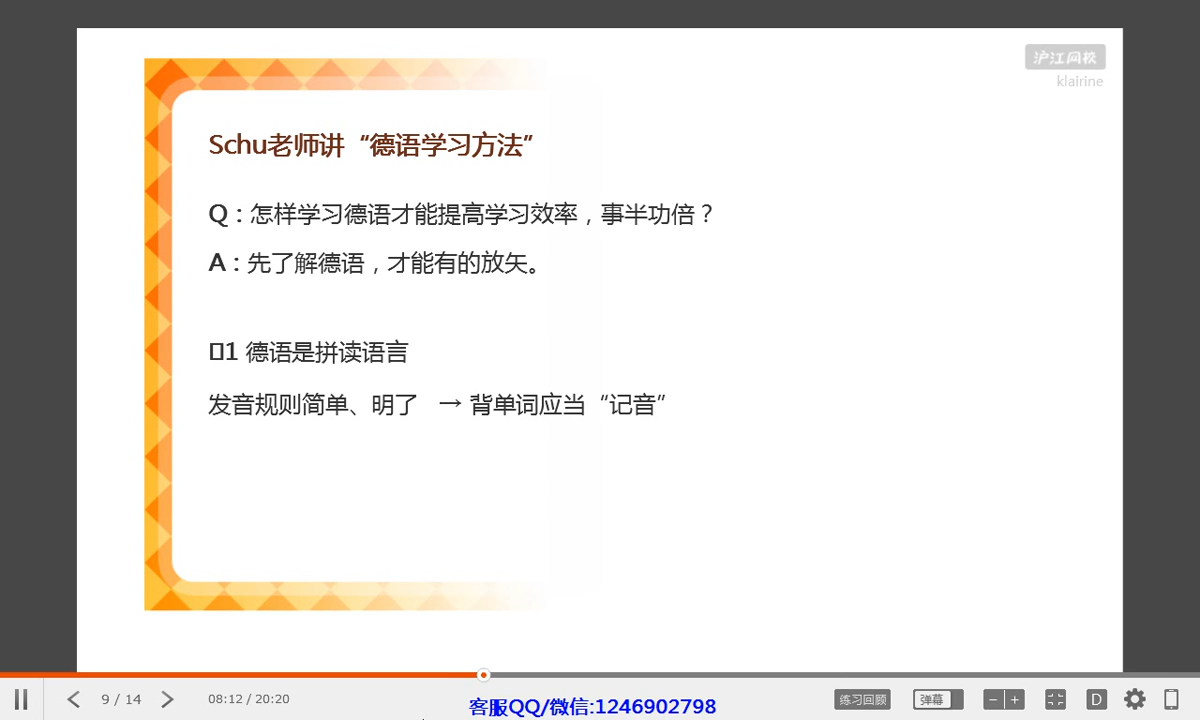 沪江网校
klairine
Schu老师讲“德语学习方法”
Q：怎样学习德语才能提高学习效率，事半功倍？
A：先了解德语，才能有的放矢。
1 德语是拼读语言
发音规则简单、明了 → 背单词应当“记音”
9 / 14
08:12 / 20:20
客服QQ/微信:1246902798
练习回顾
弹幕
D